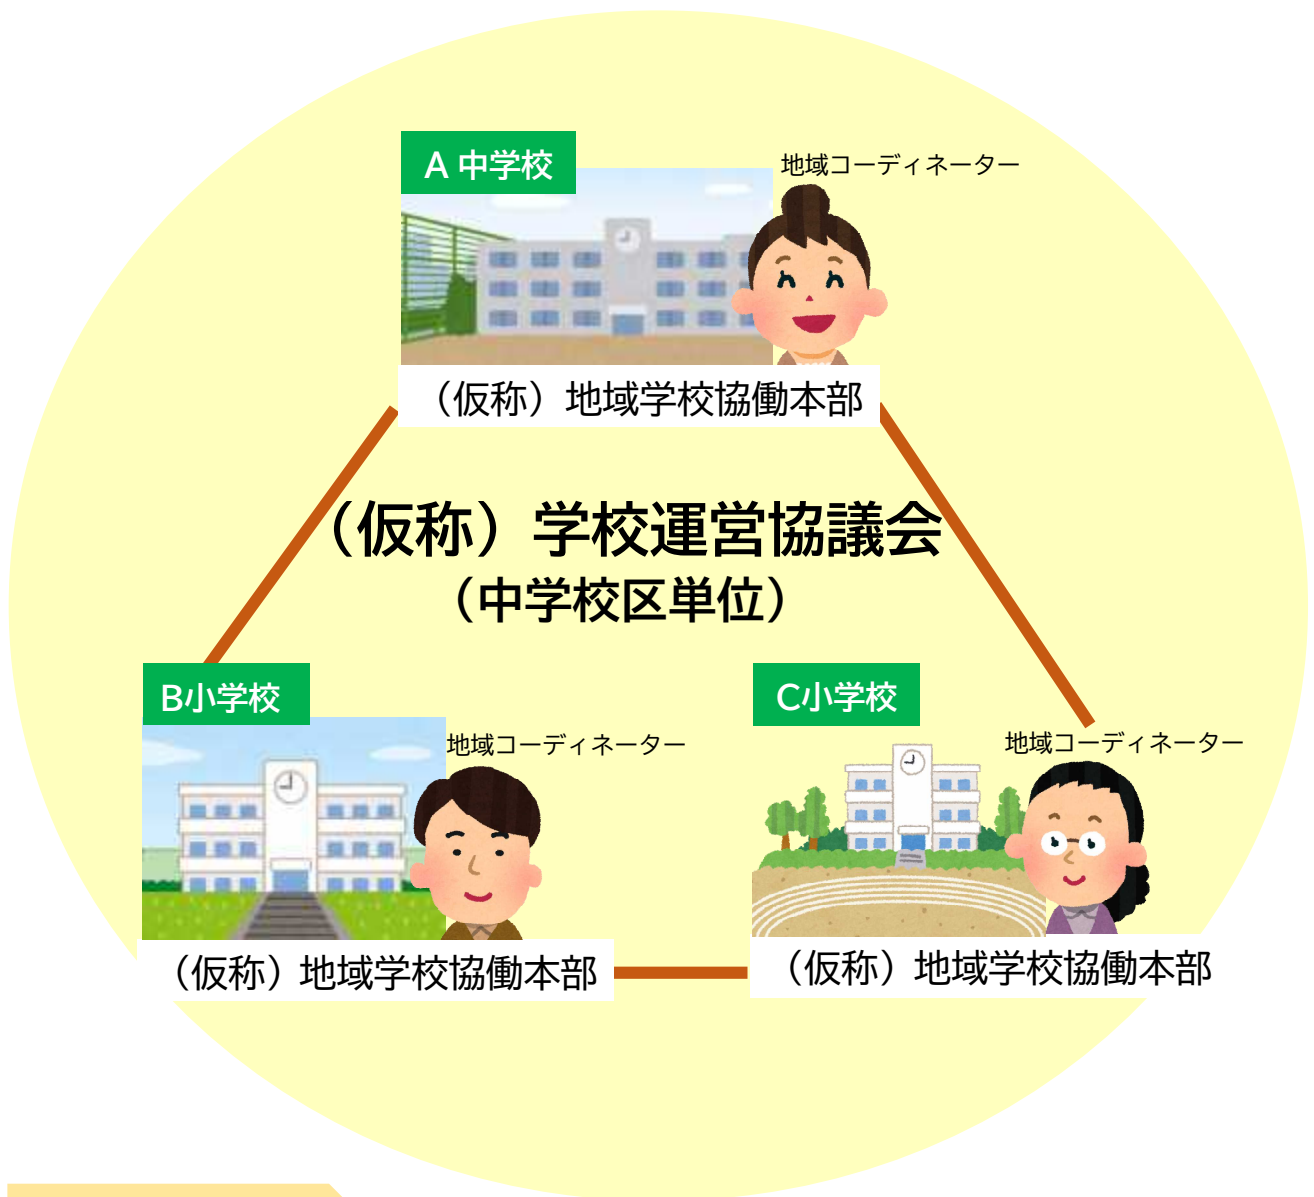 A 中学校
地域コーディネーター
（仮称）地域学校協働本部
（仮称）学校運営協議会
（中学校区単位）
B小学校
地域コーディネーター
（仮称）地域学校協働本部
C小学校
地域コーディネーター
（仮称）地域学校協働本部